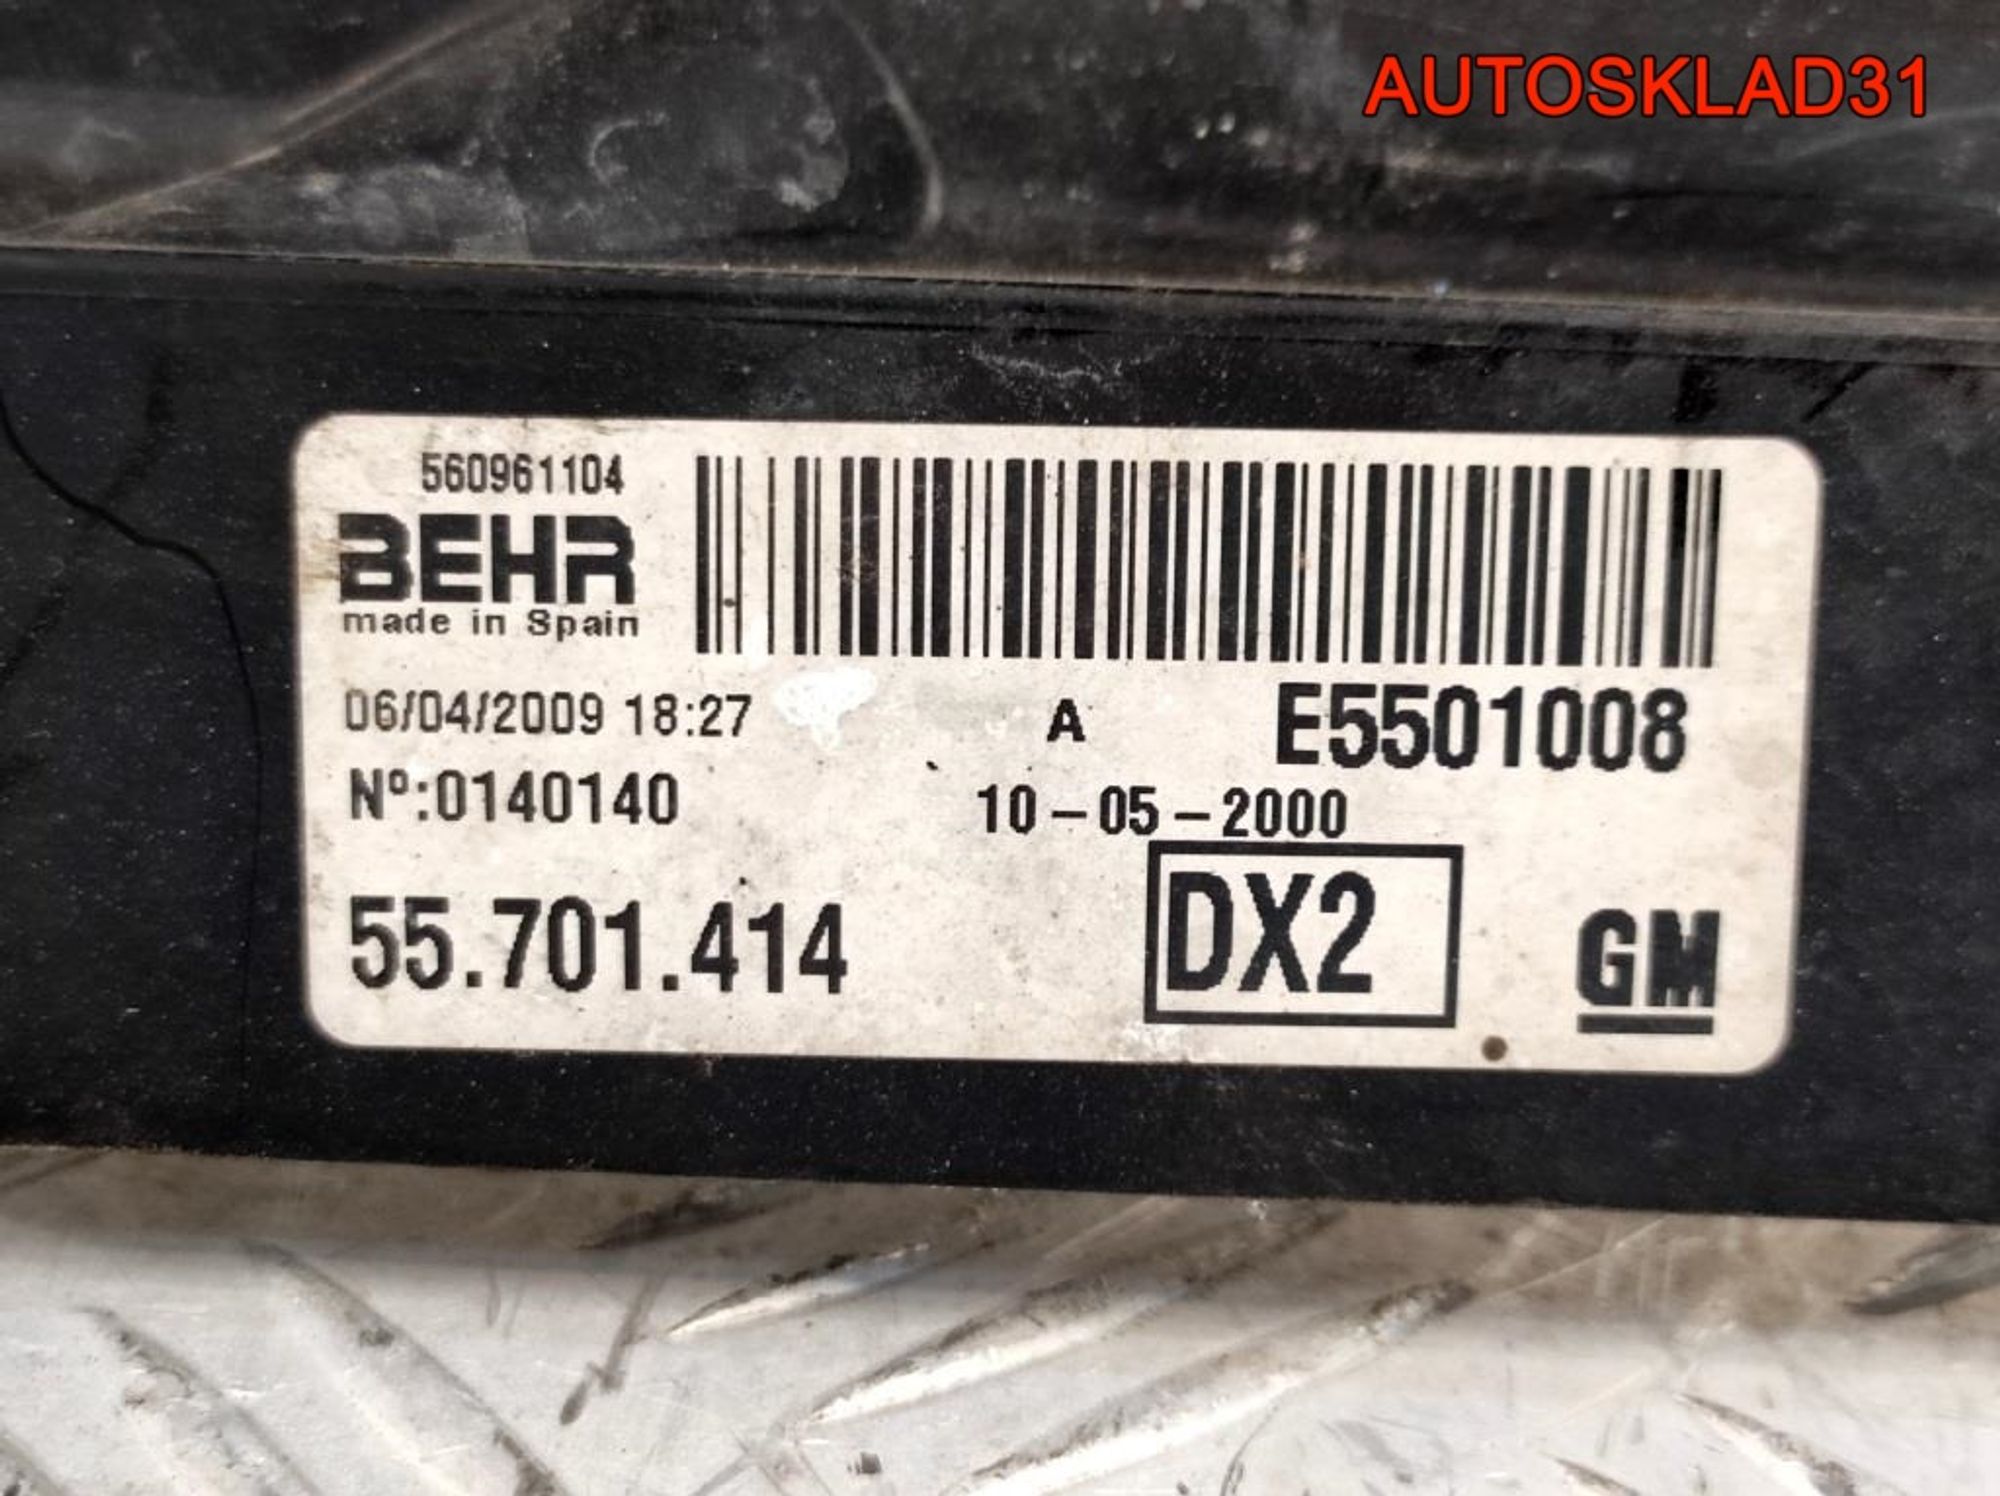 AUTOSKLAD31
560961104
BEHR
made in Spain
06/04/2009 18:27
A
E5501008
Nº:0140140
10-05-2000
55.701.414
DX2
GM